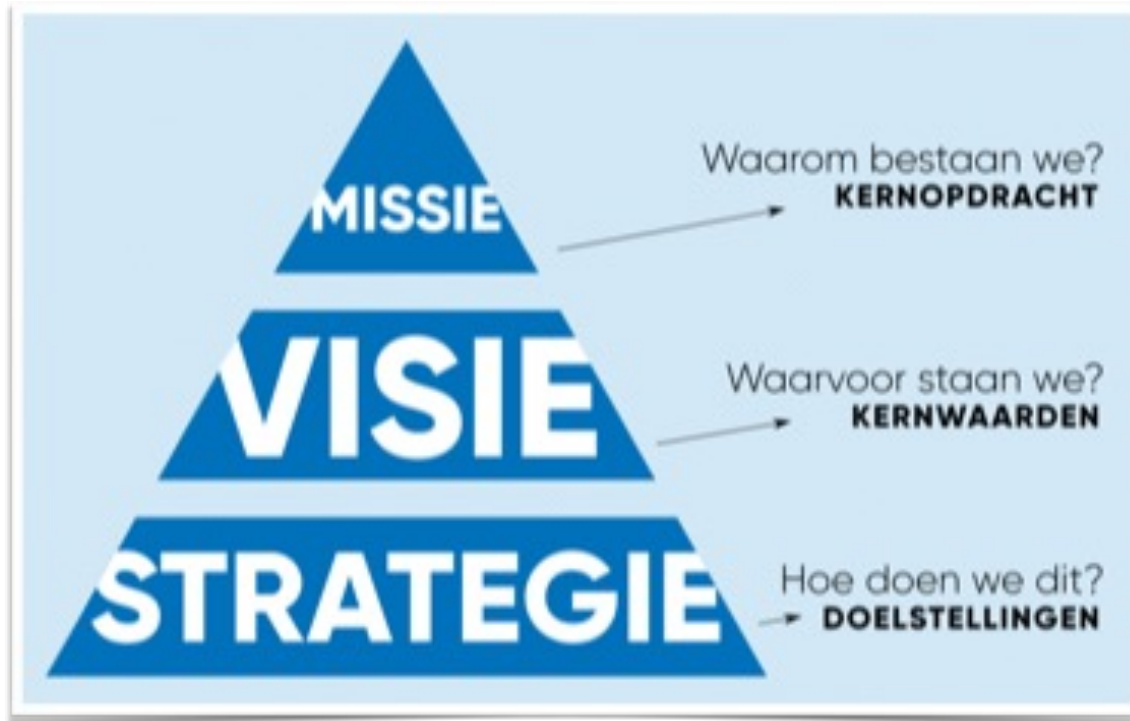 MISSIE
Waarom bestaan we?
KERNOPDRACHT
VISIE
Waarvoor staan we?
KERNWAARDEN
STRATEGIE
Hoe doen we dit?
DOELSTELLINGEN